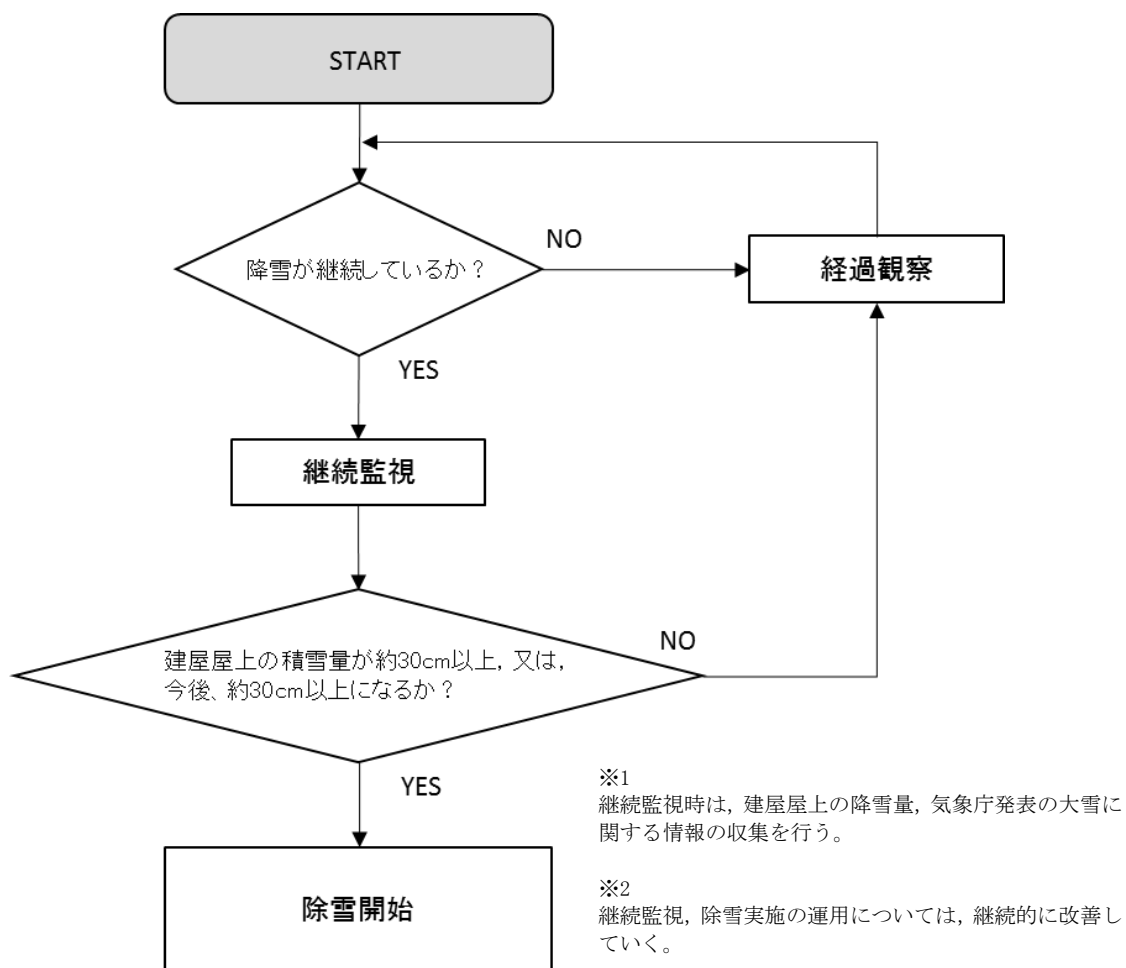 START
降雪が継続しているか？
NO
経過観察
YES
継続監視
建屋屋上の積雪量が約30cm以上，又は，
今後、約30cm以上になるか？
NO
YES
除雪開始
※1
継続監視時は，建屋屋上の降雪量，気象庁発表の大雪に
関する情報の収集を行う。
※2
継続監視，除雪実施の運用については，継続的に改善し
ていく。